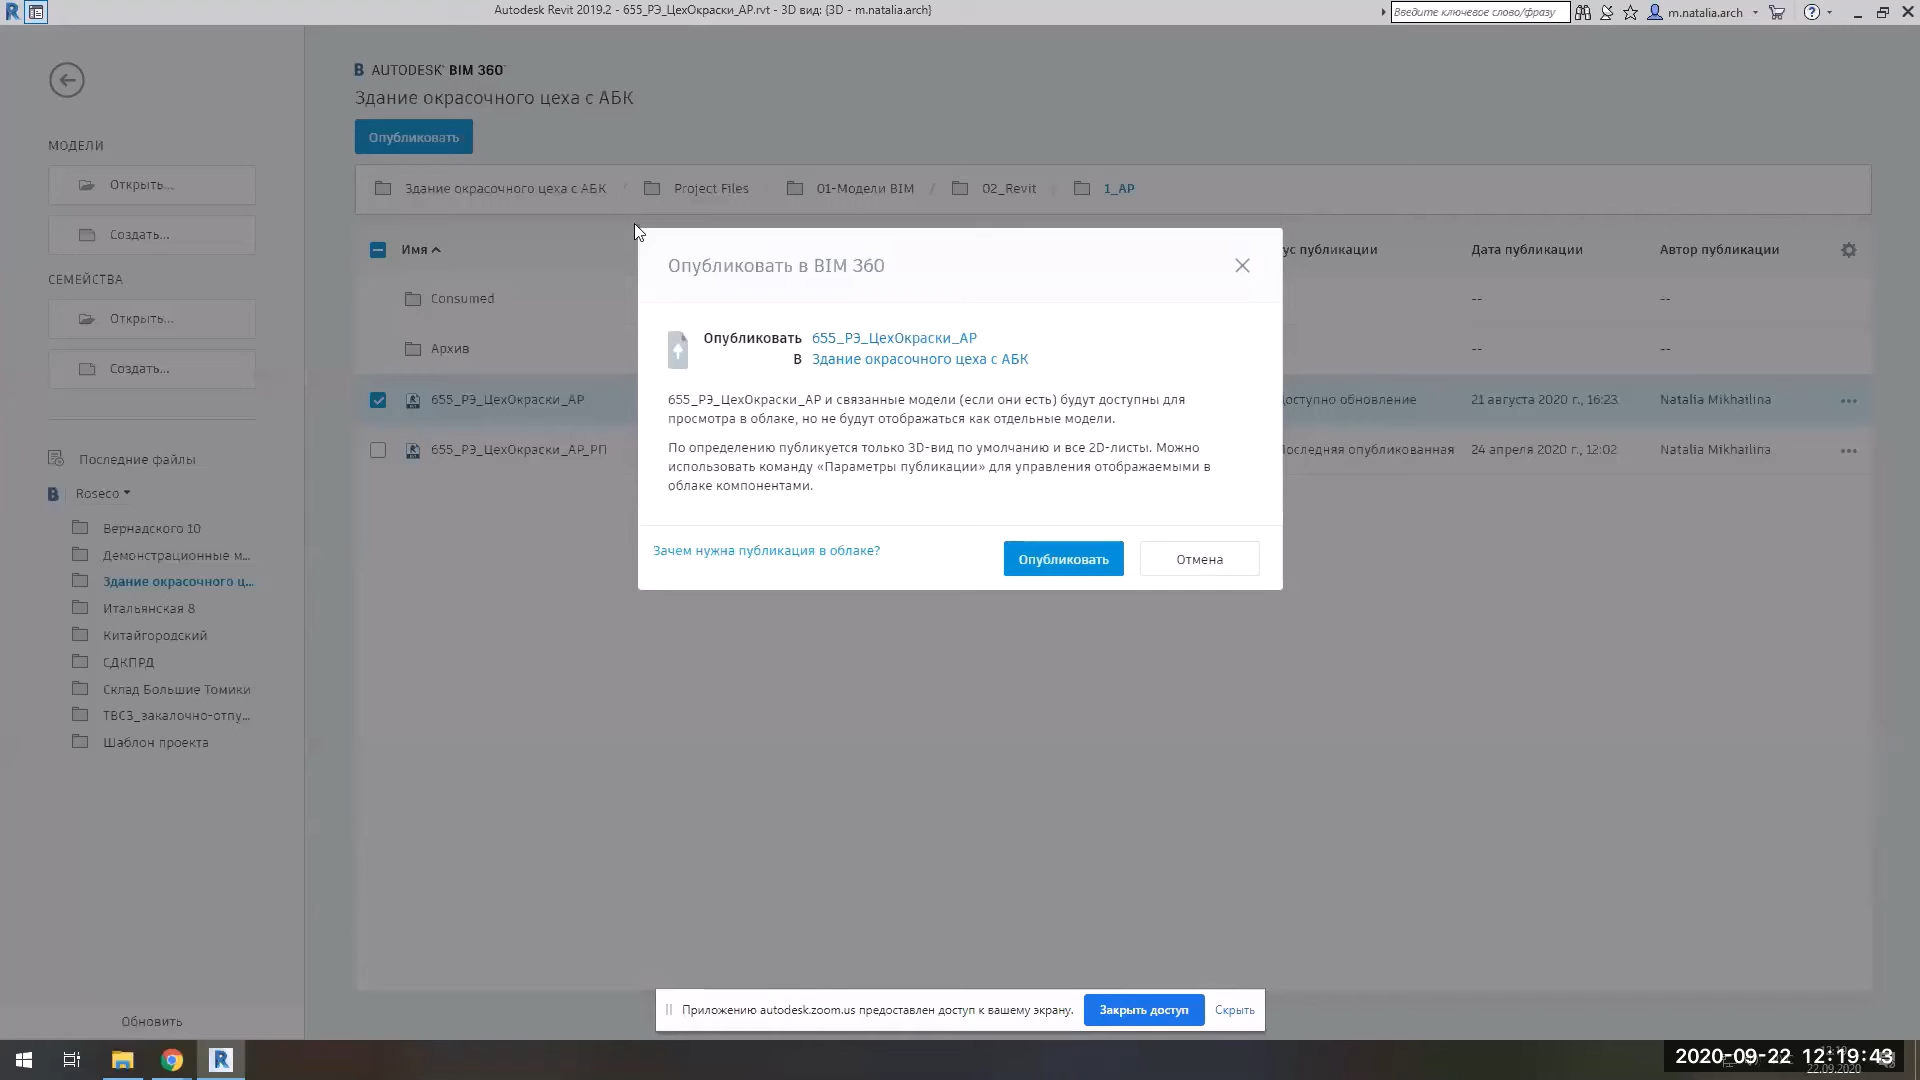 Autodesk Revit 2019.2 - 655_РЭ_ЦехОкраски_АР.rvt - 3D вид: {3D - m.natalia.arch}
Введите ключевое слово/фразу
m.natalia.arch
AUTODESK BIM 360
Здание окрасочного цеха с АБК
Опубликовать
МОДЕЛИ
Открыть...
Создать...
СЕМЕЙСТВА
Открыть...
Создать...
Последние файлы
Roseco
Вернадского 10
Демонстрационные м...
Здание окрасочного ц...
Итальянская 8
Китайгородский
СДКПРД
Склад Большие Томики
ТВСЗ_закалочно-отпу...
Шаблон проекта
Обновить
Здание окрасочного цеха с АБК / Project Files 01-Модели BIM / 02_Revit 1_АР
Имя
ус публикации Дата публикации Автор публикации
Consumed -- --
Архив -- --
655_РЭ_ЦехОкраски_АР Доступно обновление 21 августа 2020 г., 16:23 Natalia Mikhailina
655_РЭ_ЦехОкраски_АР_РП Последняя опубликованная 24 апреля 2020 г., 12:02 Natalia Mikhailina
Опубликовать в BIM 360
Опубликовать 655_РЭ_ЦехОкраски_АР
В Здание окрасочного цеха с АБК
655_РЭ_ЦехОкраски_АР и связанные модели (если они есть) будут доступны для
просмотра в облаке, но не будут отображаться как отдельные модели.
По определению публикуется только 3D-вид по умолчанию и все 2D-листы. Можно
использовать команду «Параметры публикации» для управления отображаемыми в
облаке компонентами.
Зачем нужна публикация в облаке?
Опубликовать
Отмена
Приложению autodesk.zoom.us предоставлен доступ к вашему экрану.
Закрыть доступ
Скрыть
2020-09-22 12:19:43
22.09.2020